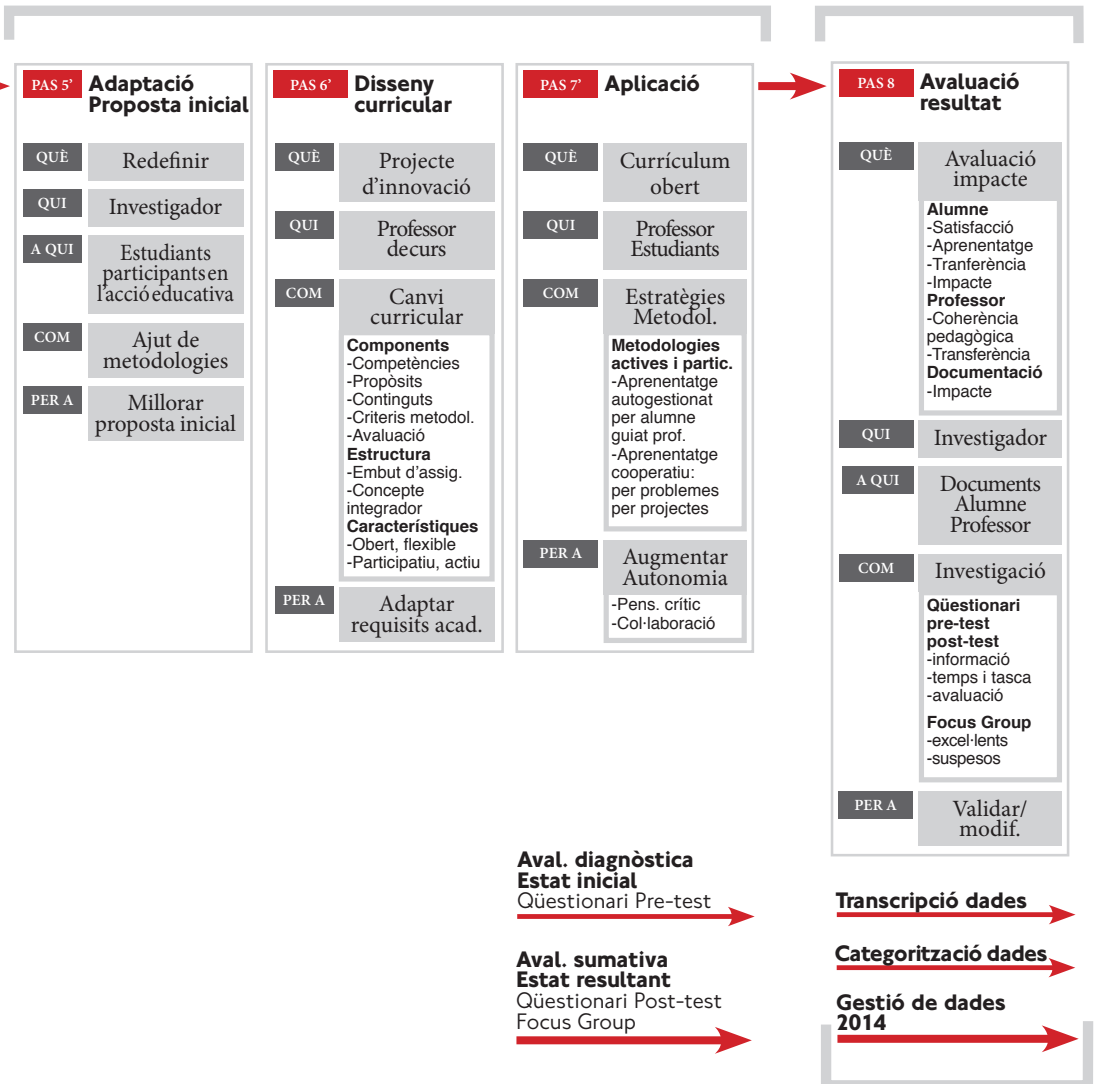 PAS 5’ Adaptació
Proposta inicial
QUÈ Redefinir
QUI Investigador
A QUI Estudiants
participants en
l’acció educativa
COM Ajut de
metodologies
PER A Millorar
proposta inicial
PAS 6’ Disseny
curricular
QUÈ Projecte
d’innovació
QUI Professor
de curs
COM Canvi
curricular
Components
-Competències
-Propòsits
-Continguts
-Criteris metodol.
-Avaluació
Estructura
-Embut d’assig.
-Concepte
integrador
Característiques
-Obert, flexible
-Participatiu, actiu
PER A Adaptar
requisits acad.
PAS 7’ Aplicació
QUÈ Currículum
obert
QUI Professor
Estudiants
COM Estratègies
Metodol.
Metodologies
actives i partic.
-Aprenentatge
autogestionat
per alumne
guiat prof.
-Aprenentatge
cooperatiu:
per problemes
per projectes
PER A Augmentar
Autonomia
-Pens. crític
-Col·laboració
Aval. diagnòstica
Estat inicial
Qüestionari Pre-test
Aval. sumativa
Estat resultant
Qüestionari Post-test
Focus Group
PAS 8 Avaluació
resultat
QUÈ Avaluació
impacte
Alumne
-Satisfacció
-Aprenentatge
-Tranferència
-Impacte
Professor
-Coherència
pedagògica
-Transferència
Documentació
-Impacte
QUI Investigador
A QUI Documents
Alumne
Professor
COM Investigació
Qüestionari
pre-test
post-test
-informació
-temps i tasca
-avaluació
Focus Group
-excel·lents
-suspesos
PER A Validar/
modif.
Transcripció dades
Categorització dades
Gestió de dades
2014